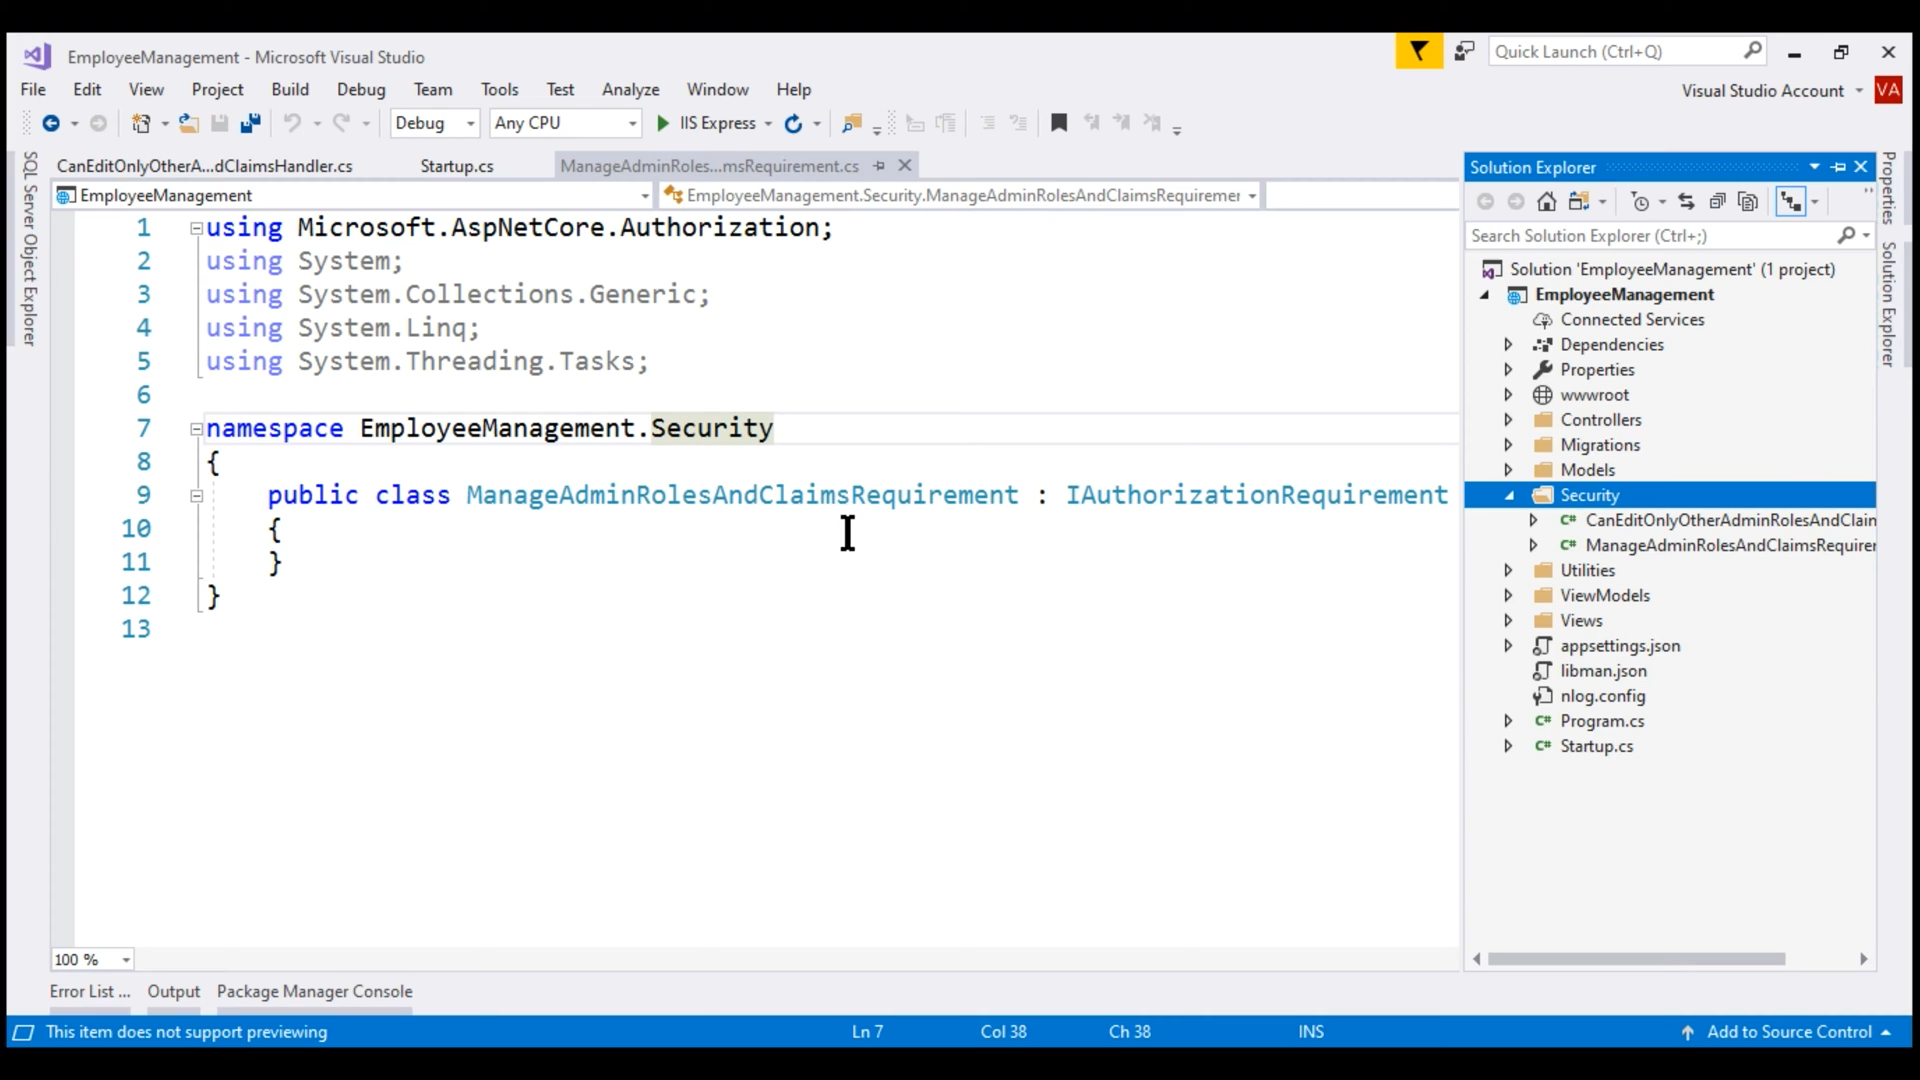 EmployeeManagement - Microsoft Visual Studio
Quick Launch (Ctrl+Q)
File Edit View Project Build Debug Team Tools Test Analyze Window Help
Visual Studio Account VA
Debug Any CPU IIS Express
CanEditOnlyOtherA...dClaimsHandler.cs Startup.cs ManageAdminRoles...msRequirement.cs
EmployeeManagement EmployeeManagement.Security.ManageAdminRolesAndClaimsRequiremer
SQL Server Object Explorer
1 using Microsoft.AspNetCore.Authorization;
2 using System;
3 using System.Collections.Generic;
4 using System.Linq;
5 using System.Threading.Tasks;
6
7 namespace EmployeeManagement.Security
8 {
9 public class ManageAdminRolesAndClaimsRequirement : IAuthorizationRequirement
10 {
11 }
12 }
13
100 %
Solution Explorer
Search Solution Explorer (Ctrl+;)
Solution 'EmployeeManagement' (1 project)
EmployeeManagement
Connected Services
Dependencies
Properties
wwwroot
Controllers
Migrations
Models
Security
C# CanEditOnlyOtherAdminRolesAndClain
C# ManageAdminRolesAndClaimsRequirer
Utilities
ViewModels
Views
appsettings.json
libman.json
nlog.config
C# Program.cs
C# Startup.cs
Properties
Solution Explorer
Error List ... Output Package Manager Console
This item does not support previewing Ln 7 Col 38 Ch 38 INS Add to Source Control